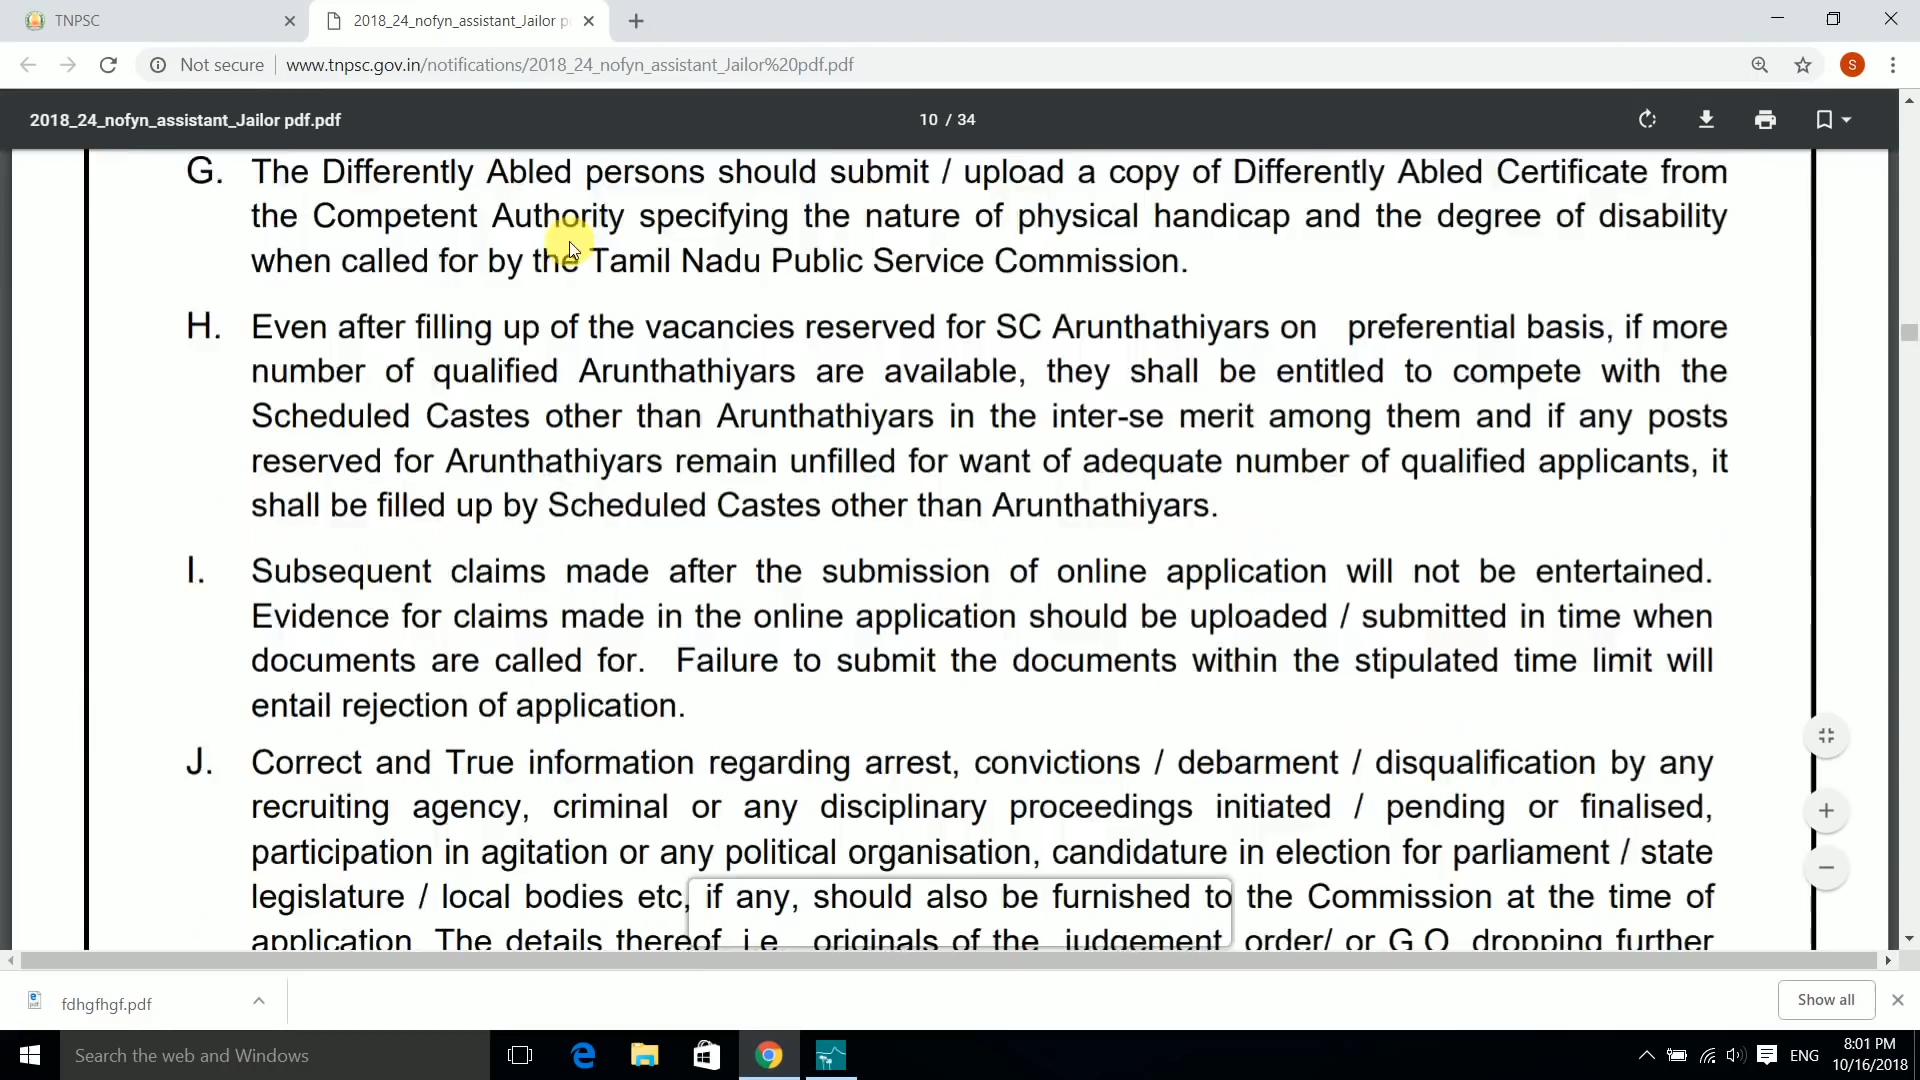 TNPSC
2018_24_nofyn_assistant_Jailor p
Not secure
www.tnpsc.gov.in/notifications/2018_24_nofyn_assistant_Jailor%20pdf.pdf
S
2018_24_nofyn_assistant_Jailor pdf.pdf
10 / 34
G. The Differently Abled persons should submit / upload a copy of Differently Abled Certificate from
the Competent Authority specifying the nature of physical handicap and the degree of disability
when called for by the Tamil Nadu Public Service Commission.
H. Even after filling up of the vacancies reserved for SC Arunthathiyars on preferential basis, if more
number of qualified Arunthathiyars are available, they shall be entitled to compete with the
Scheduled Castes other than Arunthathiyars in the inter-se merit among them and if any posts
reserved for Arunthathiyars remain unfilled for want of adequate number of qualified applicants, it
shall be filled up by Scheduled Castes other than Arunthathiyars.
I. Subsequent claims made after the submission of online application will not be entertained.
Evidence for claims made in the online application should be uploaded / submitted in time when
documents are called for. Failure to submit the documents within the stipulated time limit will
entail rejection of application.
J. Correct and True information regarding arrest, convictions / debarment / disqualification by any
recruiting agency, criminal or any disciplinary proceedings initiated / pending or finalised,
participation in agitation or any political organisation, candidature in election for parliament / state
legislature / local bodies etc, if any, should also be furnished to the Commission at the time of
application. The details thereof i.e. originals of the judgement, order/ or G.O. dropping further
fdhgfhgf.pdf
Show all
Search the web and Windows
ENG
8:01 PM
10/16/2018